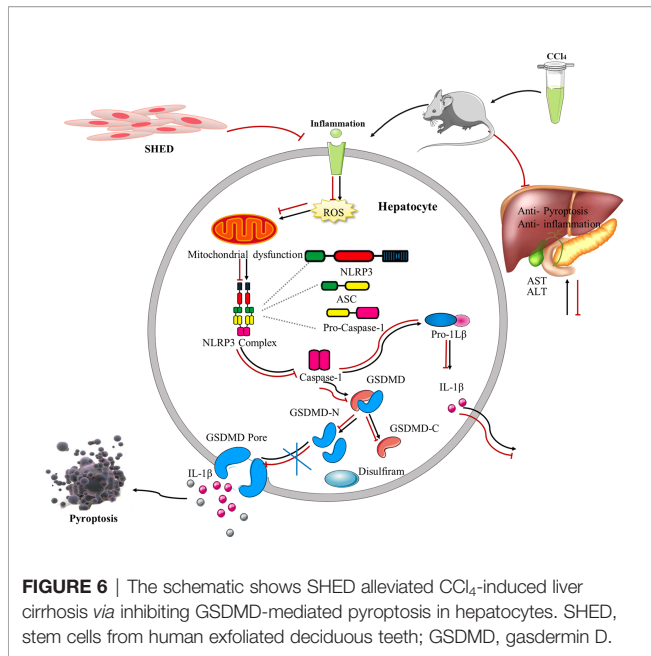 CCl₄
Inflammation
SHED
ROS
Hepatocyte
Anti- Pyroptosis
Anti- inflammation
Mitochondrial dysfunction
NLRP3
AST
ALT
ASC
Pro-Caspase-1
NLRP3 Complex
Pro-1Lβ
Caspase-1
GSDMD
IL-1β
GSDMD-N
GSDMD-C
GSDMD Pore
IL-1β
Disulfiram
Pyroptosis
FIGURE 6 | The schematic shows SHED alleviated CCl₄-induced liver
cirrhosis via inhibiting GSDMD-mediated pyroptosis in hepatocytes. SHED,
stem cells from human exfoliated deciduous teeth; GSDMD, gasdermin D.